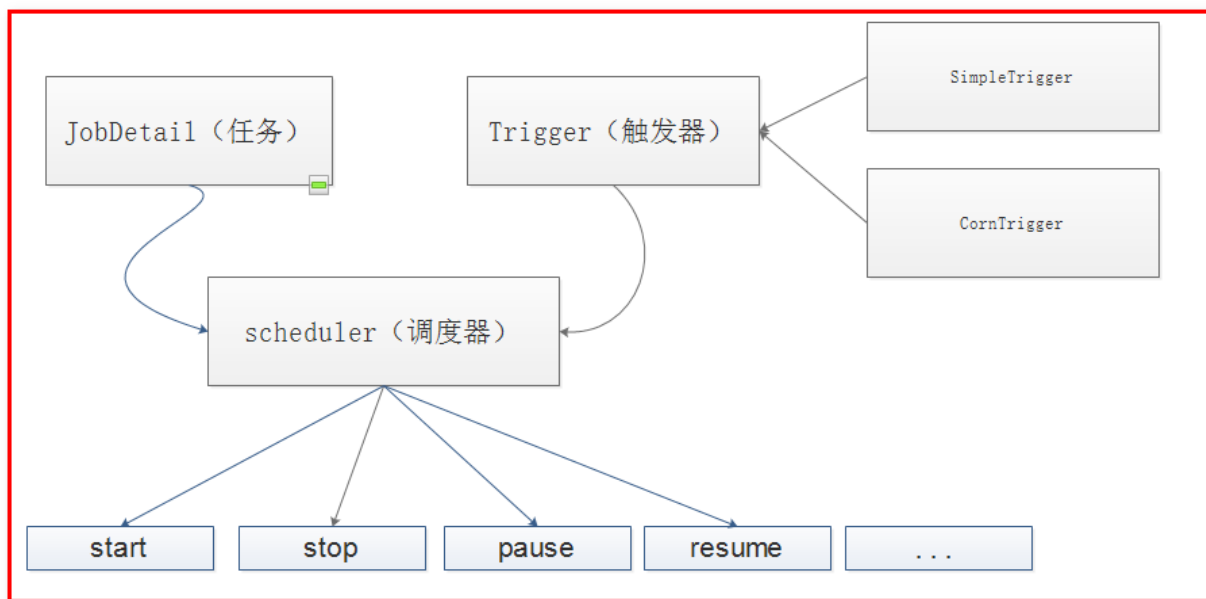 SimpleTrigger
JobDetail（任务）
Trigger（触发器）
CornTrigger
scheduler（调度器）
start
stop
pause
resume
...